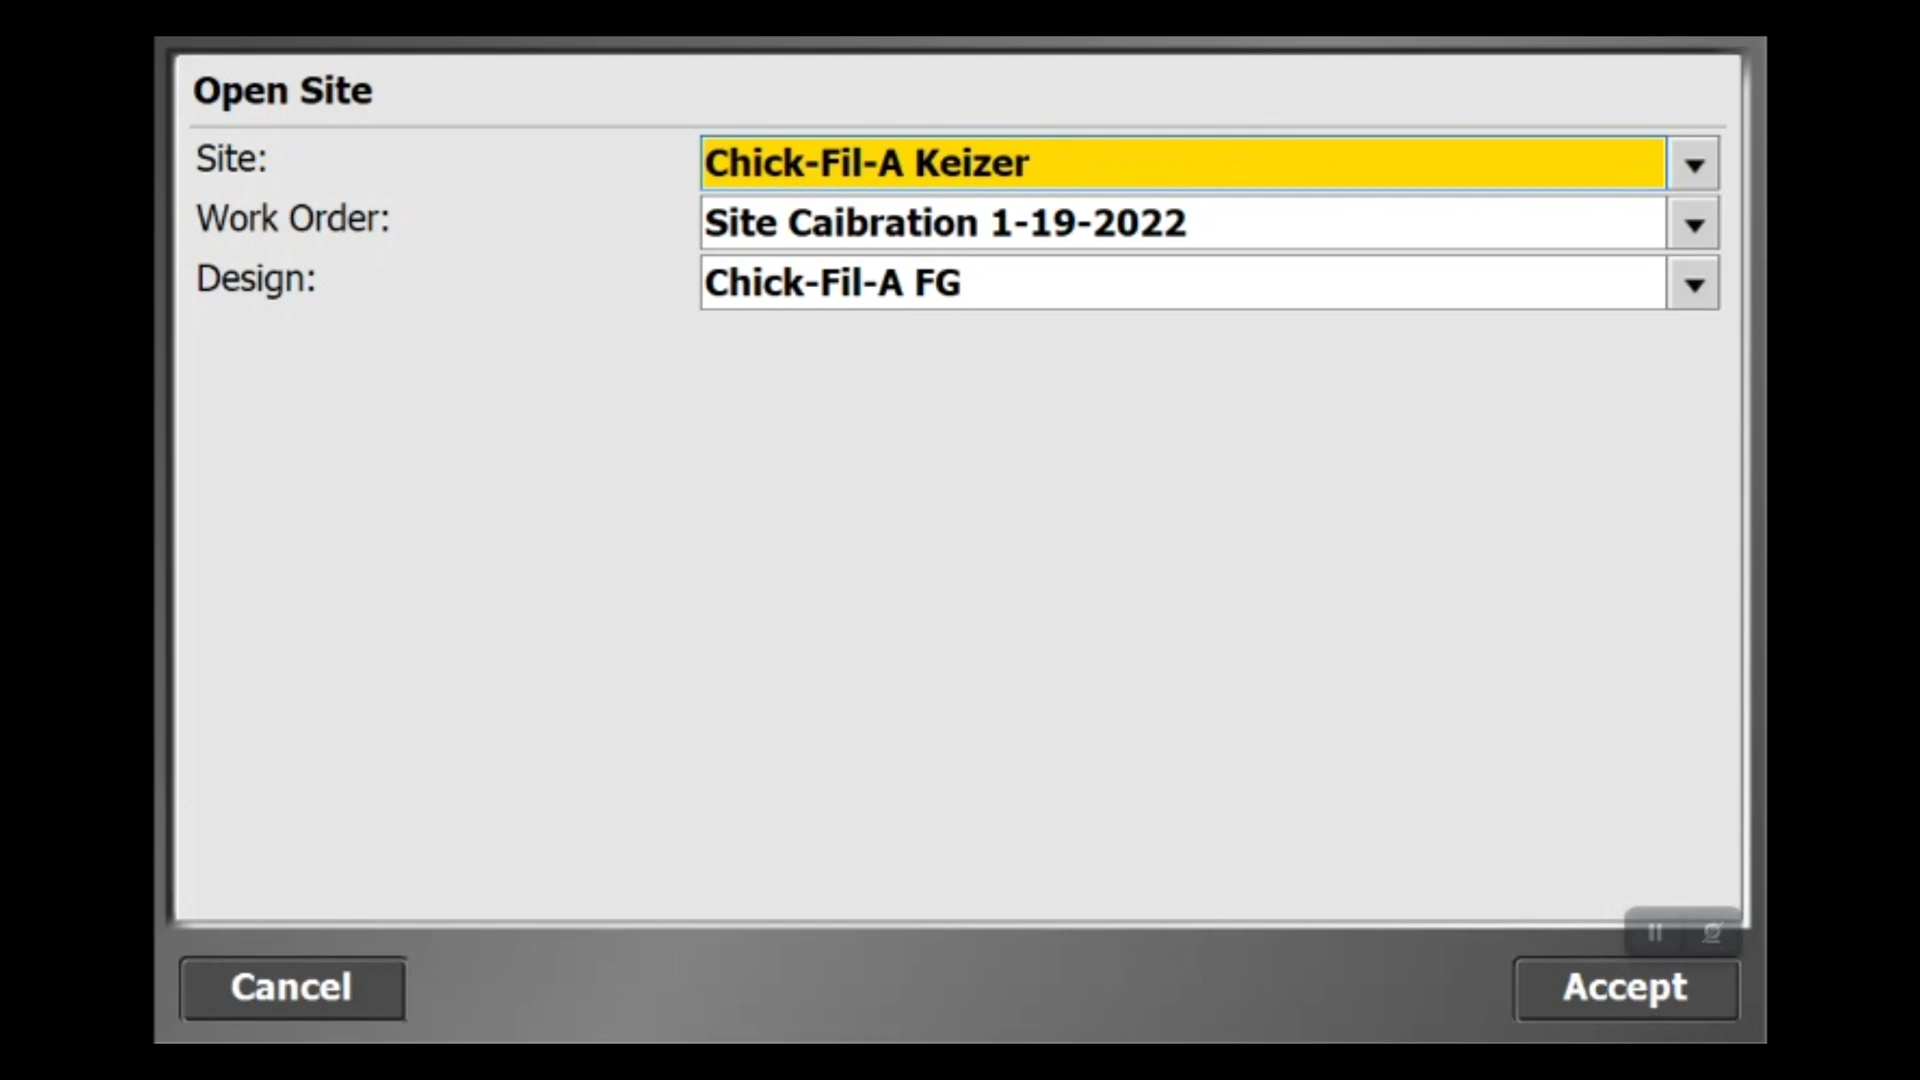 Open Site
Site: Chick-Fil-A Keizer
Work Order: Site Caibration 1-19-2022
Design: Chick-Fil-A FG
Cancel Accept